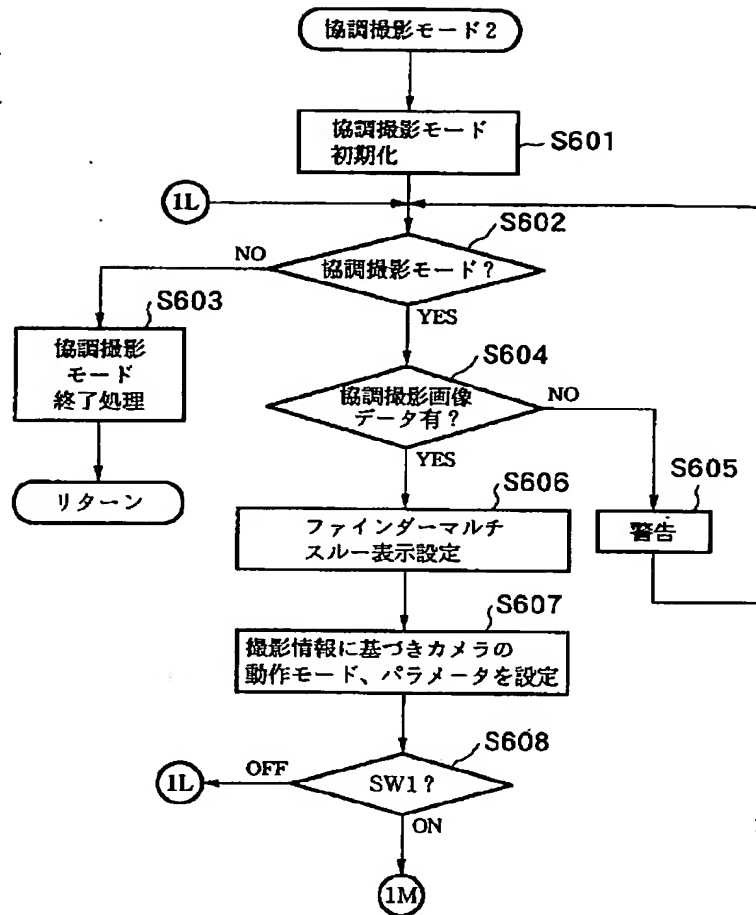 協調撮影モード2
協調撮影モード
初期化
S601
1L
S602
協調撮影モード?
NO
YES
S603
協調撮影
モード
終了処理
リターン
S604
協調撮影画像
データ有?
NO
YES
S605
警告
S606
ファインダーマルチ
スルー表示設定
S607
撮影情報に基づきカメラの
動作モード、パラメータを設定
S608
SW1?
OFF
1L
ON
1M